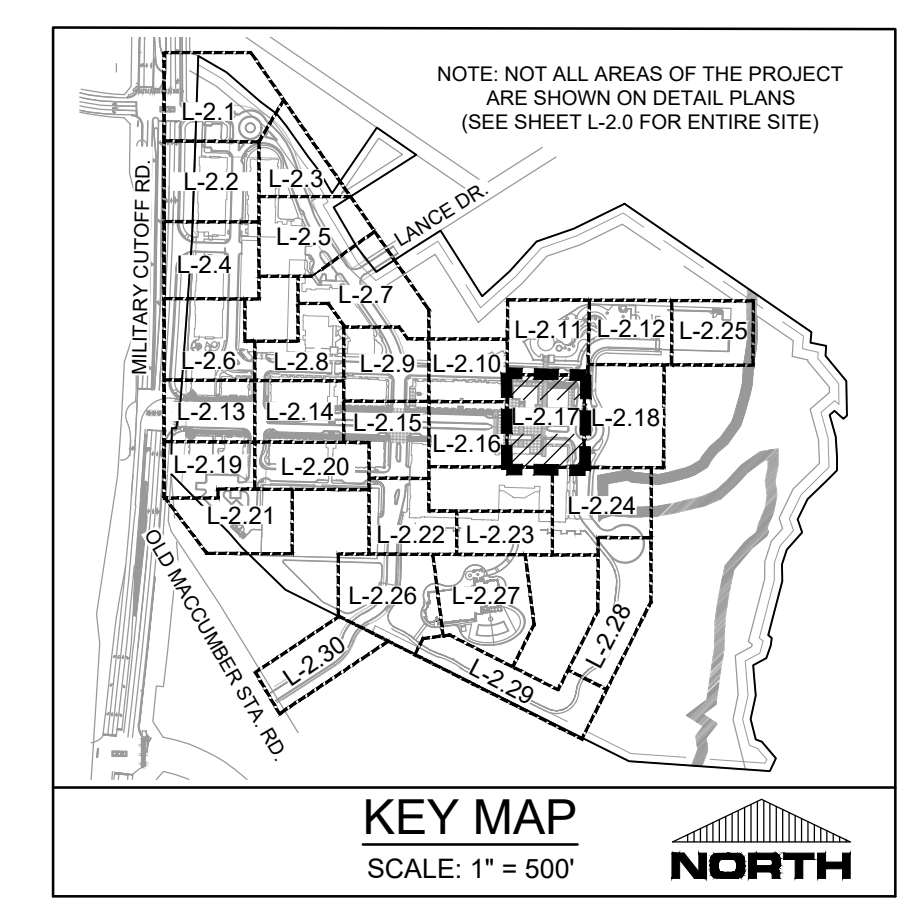 NOTE: NOT ALL AREAS OF THE PROJECT
ARE SHOWN ON DETAIL PLANS
(SEE SHEET L-2.0 FOR ENTIRE SITE)
MILITARY CUTOFF RD.
LANCE DR.
OLD MACCUMBER STA. RD.
L-2.1
L-2.2
L-2.3
L-2.4
L-2.5
L-2.6
L-2.7
L-2.8
L-2.9
L-2.10
L-2.11
L-2.12
L-2.25
L-2.13
L-2.14
L-2.15
L-2.16
L-2.17
L-2.18
L-2.19
L-2.20
L-2.21
L-2.22
L-2.23
L-2.24
L-2.26
L-2.27
L-2.28
L-2.29
L-2.30
KEY MAP
SCALE: 1" = 500'
NORTH